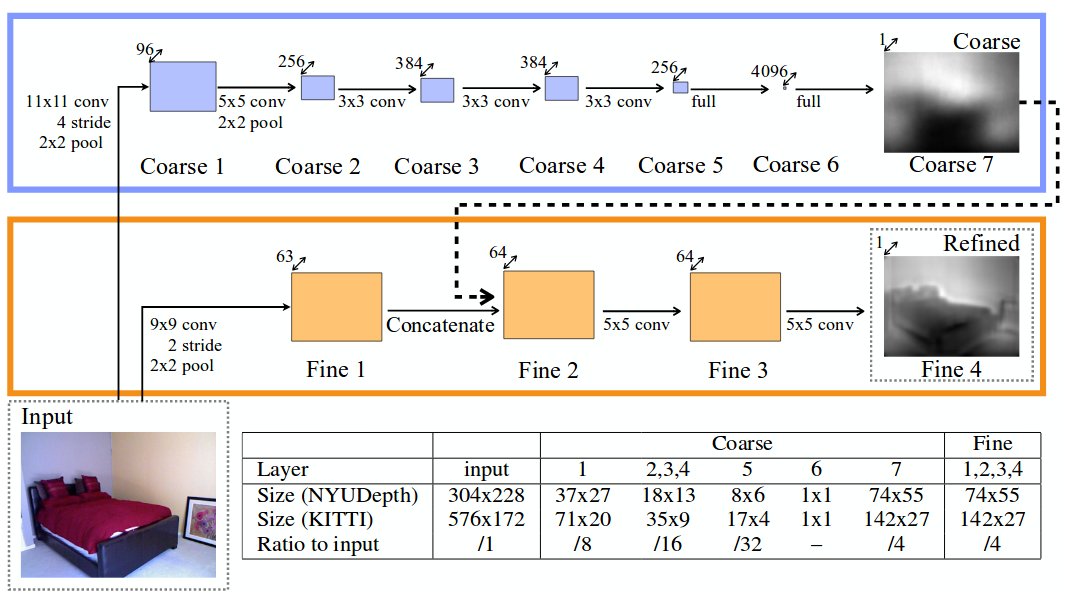 96
256
384
384
256
4096
1
Coarse
11x11 conv
4 stride
2x2 pool
5x5 conv
2x2 pool
3x3 conv
3x3 conv
3x3 conv
full
full
Coarse 1
Coarse 2
Coarse 3
Coarse 4
Coarse 5
Coarse 6
Coarse 7
63
64
64
1
Refined
9x9 conv
2 stride
2x2 pool
Concatenate
5x5 conv
5x5 conv
Fine 1
Fine 2
Fine 3
Fine 4
Input
Coarse Fine
Layer input 1 2,3,4 5 6 7 1,2,3,4
Size (NYUDepth) 304x228 37x27 18x13 8x6 1x1 74x55 74x55
Size (KITTI) 576x172 71x20 35x9 17x4 1x1 142x27 142x27
Ratio to input /1 /8 /16 /32 – /4 /4